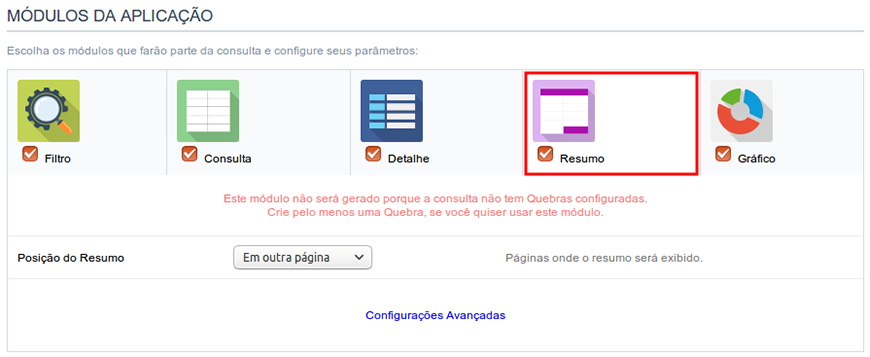 MÓDULOS DA APLICAÇÃO
Escolha os módulos que farão parte da consulta e configure seus parâmetros:
Filtro
Consulta
Detalhe
Resumo
Gráfico
Este módulo não será gerado porque a consulta não tem Quebras configuradas.
Crie pelo menos uma Quebra, se você quiser usar este módulo.
Posição do Resumo
Em outra página
Páginas onde o resumo será exibido.
Configurações Avançadas